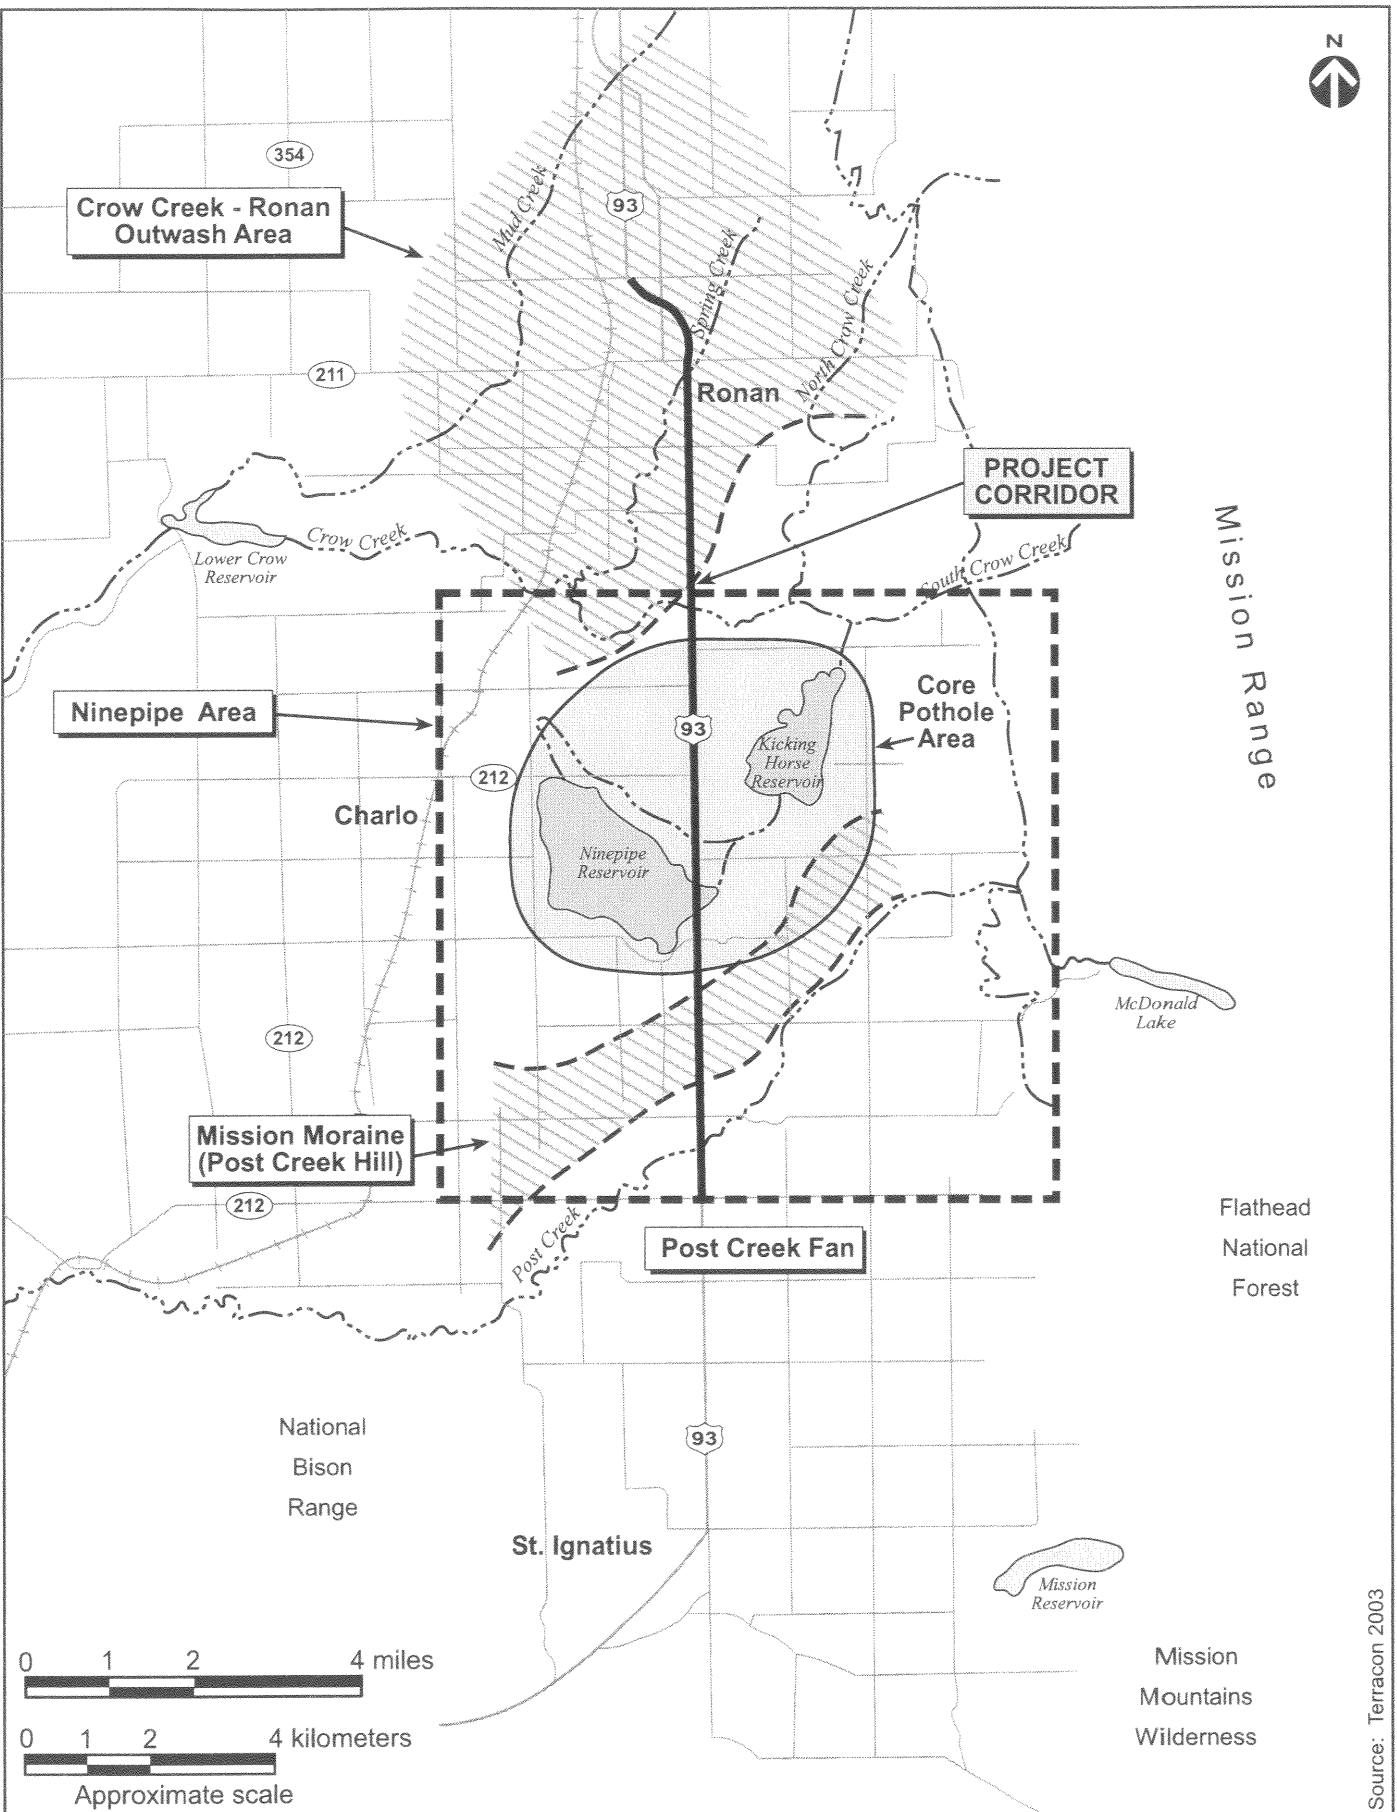 N
354
Crow Creek - Ronan
Outwash Area
Mud Creek
93
Spring Creek
North Crow Creek
211
Ronan
PROJECT
CORRIDOR
Mission Range
Crow Creek
Lower Crow
Reservoir
South Crow Creek
Ninepipe Area
Core
Pothole
Area
93
Kicking
Horse
Reservoir
212
Charlo
Ninepipe
Reservoir
McDonald
Lake
212
Mission Moraine
(Post Creek Hill)
212
Post Creek
Post Creek Fan
Flathead
National
Forest
National
Bison
Range
93
St. Ignatius
Mission
Reservoir
Mission
Mountains
Wilderness
0 1 2 4 miles
0 1 2 4 kilometers
Approximate scale
Source: Terracon 2003